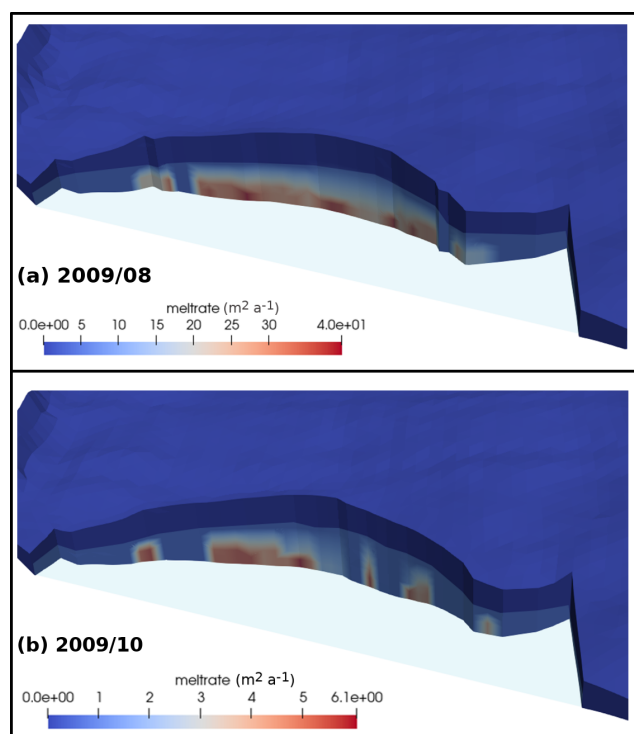 (a) 2009/08
meltrate (m2 a-1)
0.0e+00 5 10 15 20 25 30 4.0e+01
(b) 2009/10
meltrate (m2 a-1)
0.0e+00 1 2 3 4 5 6.1e+00